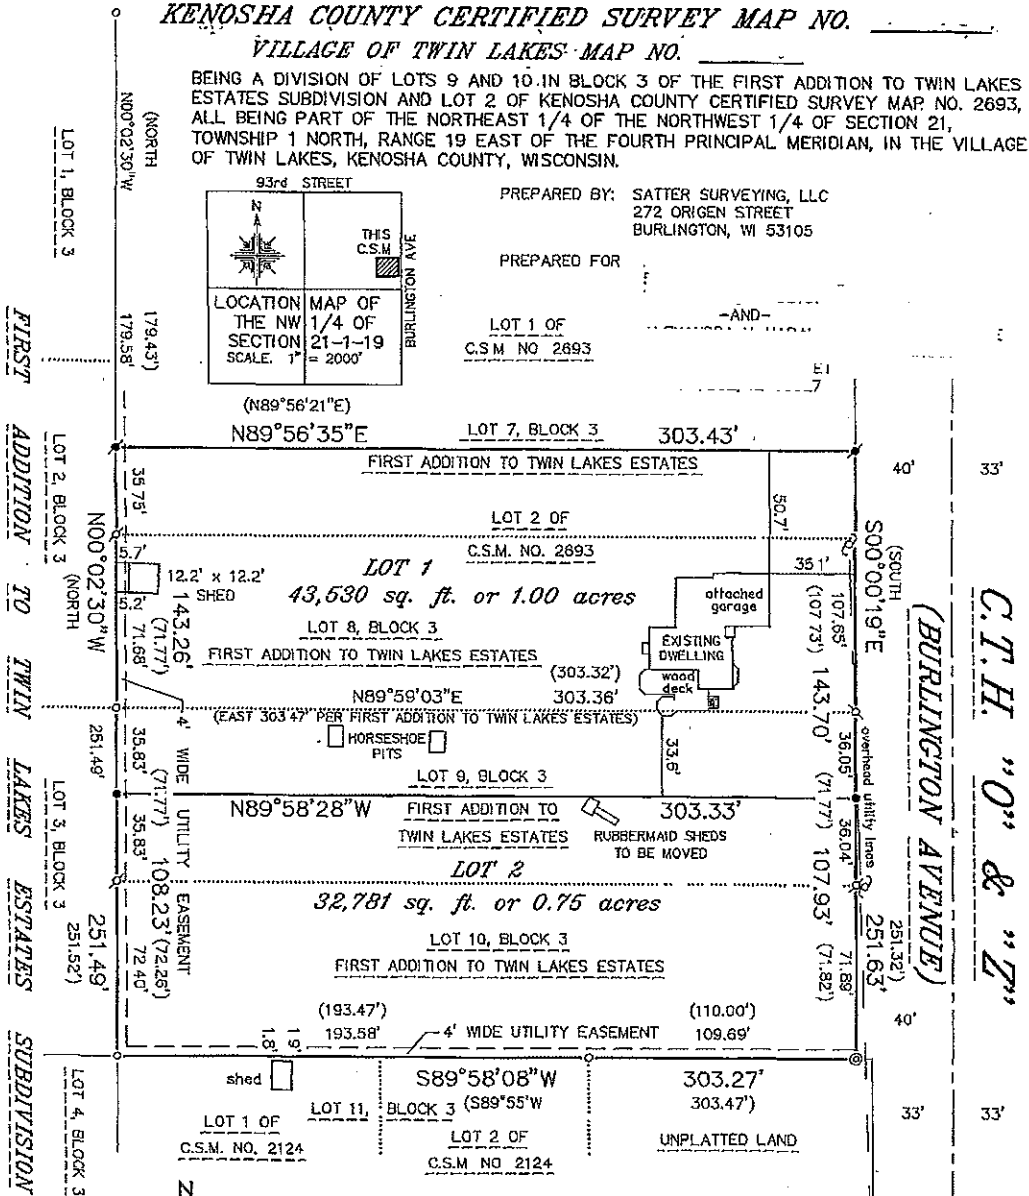 KENOSHA COUNTY CERTIFIED SURVEY MAP NO.
VILLAGE OF TWIN LAKES MAP NO.
BEING A DIVISION OF LOTS 9 AND 10 IN BLOCK 3 OF THE FIRST ADDITION TO TWIN LAKES
ESTATES SUBDIVISION AND LOT 2 OF KENOSHA COUNTY CERTIFIED SURVEY MAP NO. 2693,
ALL BEING PART OF THE NORTHEAST 1/4 OF THE NORTHWEST 1/4 OF SECTION 21,
TOWNSHIP 1 NORTH, RANGE 19 EAST OF THE FOURTH PRINCIPAL MERIDIAN, IN THE VILLAGE
OF TWIN LAKES, KENOSHA COUNTY, WISCONSIN.
93rd STREET
N
THIS
C.S.M
BURLINGTON AVE
LOCATION MAP OF
THE NW 1/4 OF
SECTION 21-1-19
SCALE. 1" = 2000'
PREPARED BY: SATTER SURVEYING, LLC
272 ORIGEN STREET
BURLINGTON, WI 53105
PREPARED FOR
-AND-
LOT 1 OF
C.S.M NO 2693
LOT 1, BLOCK 3
N00°02'30"W
(NORTH
179.58'
179.43')
(N89°56'21"E)
N89°56'35"E
LOT 7, BLOCK 3
303.43'
FIRST ADDITION TO TWIN LAKES ESTATES
40'
33'
LOT 2, BLOCK 3
35 75'
50.7'
LOT 2 OF
C.S.M. NO. 2693
N00°02'30"W
(NORTH
5.7'
12.2' x 12.2'
SHED
5.2'
LOT 1
43,530 sq. ft. or 1.00 acres
LOT 8, BLOCK 3
FIRST ADDITION TO TWIN LAKES ESTATES
143.26'
(71.77')
71.68'
35 1'
attached
garage
EXISTING
DWELLING
wood
deck
(107 73')
107.65'
143.70'
S00°00'19"E
(SOUTH
(303.32')
N89°59'03"E
303.36'
(EAST 303 47' PER FIRST ADDITION TO TWIN LAKES ESTATES)
HORSESHOE
PITS
33.6'
36.05'
overhead utility lines
LOT 9, BLOCK 3
251.49'
35.83'
4' WIDE UTILITY EASEMENT
N89°58'28"W
FIRST ADDITION TO
303.33'
TWIN LAKES ESTATES
RUBBERMAID SHEDS
TO BE MOVED
(71.77')
35.83'
(71.77')
36.04'
LOT 3, BLOCK 3
LOT 2
32,781 sq. ft. or 0.75 acres
LOT 10, BLOCK 3
FIRST ADDITION TO TWIN LAKES ESTATES
108.23'
(72.26')
72.40'
251.49'
251.52')
107.93'
(71.82')
71.89'
251.63'
251.32')
40'
(193.47')
193.58'
4' WIDE UTILITY EASEMENT
(110.00')
109.69'
1.8'
1.9'
shed
S89°58'08"W
(S89°55'W
303.27'
303.47')
LOT 11, BLOCK 3
LOT 1 OF
C.S.M. NO. 2124
LOT 2 OF
C.S.M NO 2124
UNPLATTED LAND
33'
33'
LOT 4, BLOCK 3
FIRST ADDITION TO TWIN LAKES ESTATES SUBDIVISION
C.T.H. "O" & "Z"
(BURLINGTON AVENUE)
Z